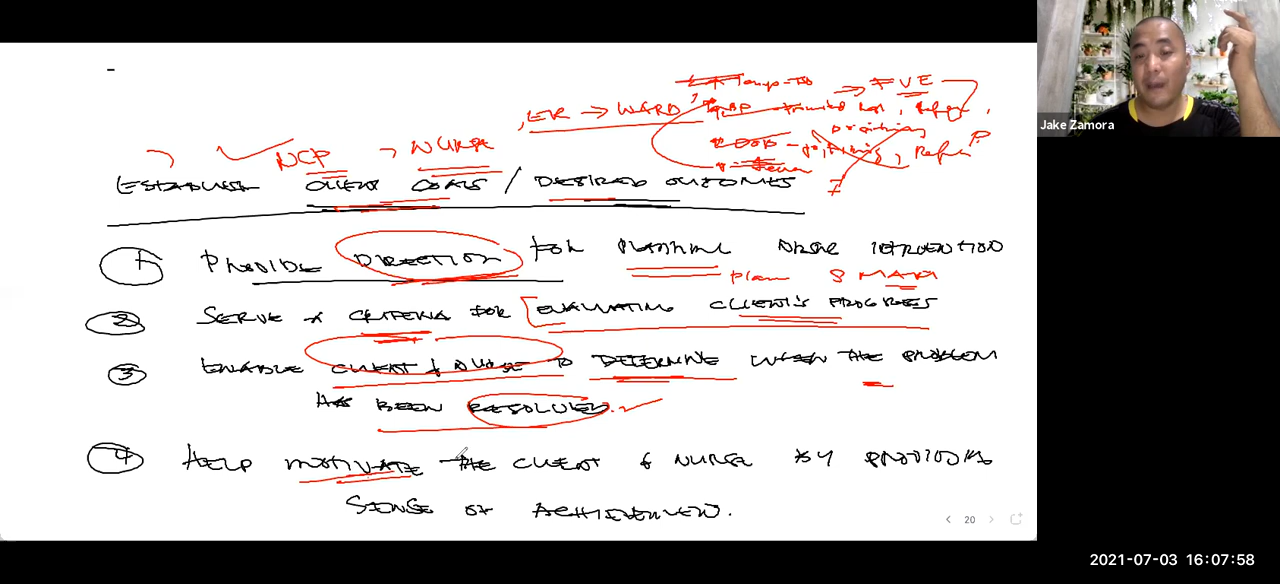 Jake Zamora
FVE
, ER → WARD
✓ NCP → NURSE
positioning
ESTABLISH CLIENT GOALS / DESIRED OUTCOMES
① PROVIDE DIRECTION FOR PLANNING NURSE INTERVENTION
Plan
② SERVE CRITERIA FOR [EVALUATING CLIENT'S PROGRESS
③ ENABLE CLIENT & NURSE TO DETERMINE WHEN THE PROBLEM
HAS BEEN RESOLVED. ✓
④ HELP MOTIVATE THE CLIENT & NURSE BY PROVIDING
SENSE OF ACHIEVEMENT.
20
2021-07-03 16:07:58